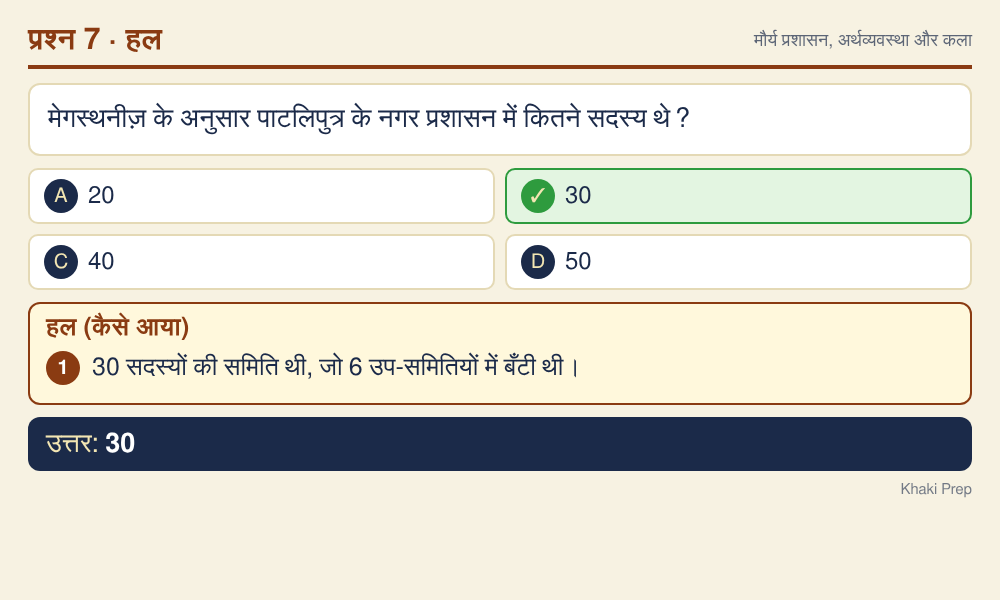 प्रश्न 7 · हल
मौर्य प्रशासन, अर्थव्यवस्था और कला
मेगस्थनीज़ के अनुसार पाटलिपुत्र के नगर प्रशासन में कितने सदस्य थे ?
A 20
✓ 30
C 40
D 50
हल (कैसे आया)
1 30 सदस्यों की समिति थी, जो 6 उप-समितियों में बँटी थी।
उत्तर: 30
Khaki Prep